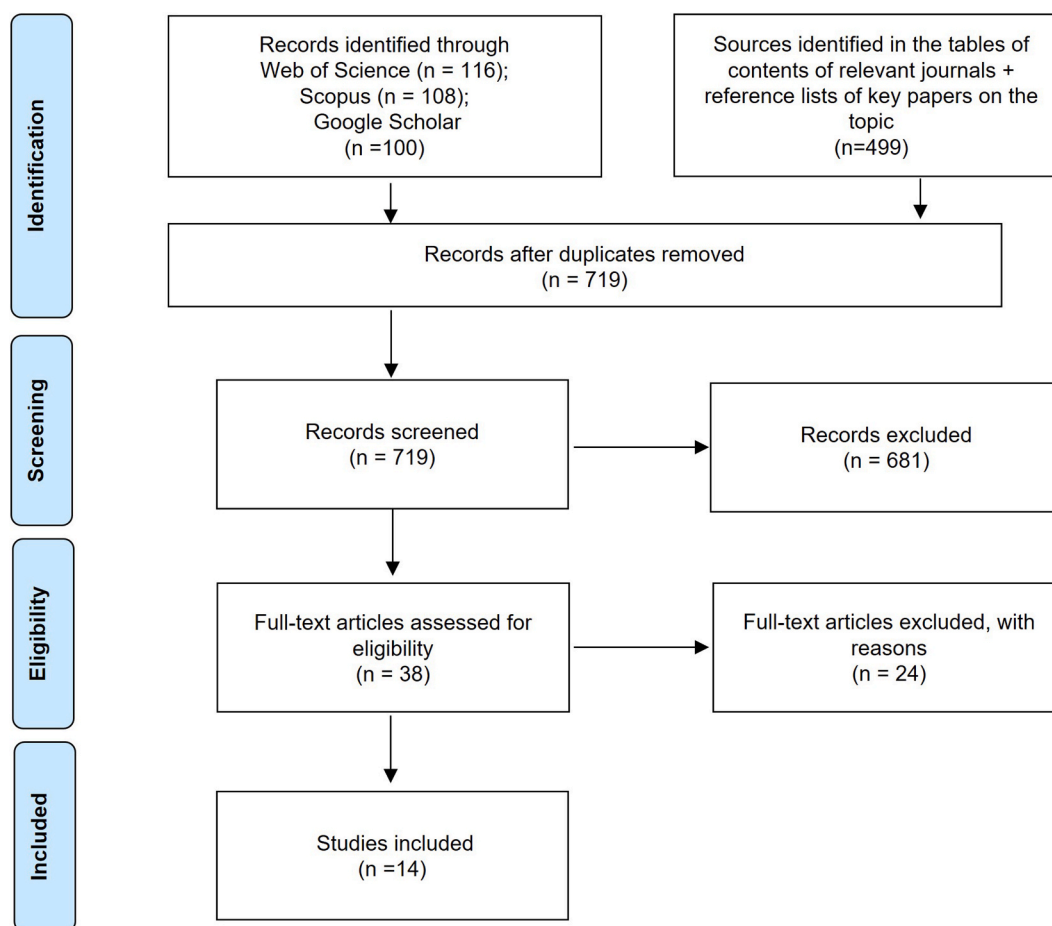 Identification
Records identified through
Web of Science (n = 116);
Scopus (n = 108);
Google Scholar
(n =100)
Sources identified in the tables of
contents of relevant journals +
reference lists of key papers on the
topic
(n=499)
Records after duplicates removed
(n = 719)
Screening
Records screened
(n = 719)
Records excluded
(n = 681)
Eligibility
Full-text articles assessed for
eligibility
(n = 38)
Full-text articles excluded, with
reasons
(n = 24)
Included
Studies included
(n =14)